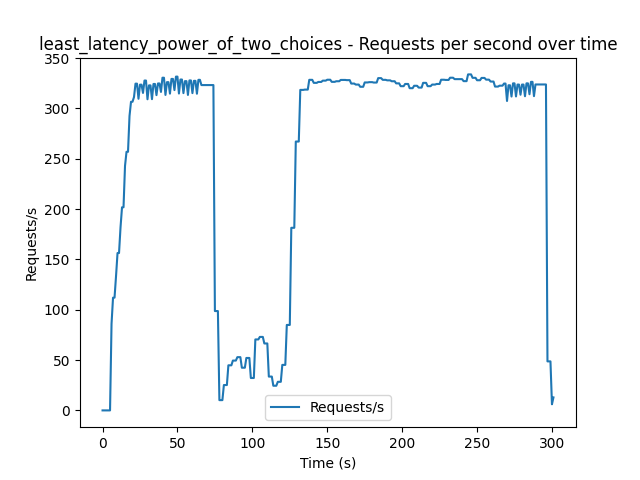 least_latency_power_of_two_choices - Requests per second over time
350
300
250
200
150
100
50
0
Requests/s
Requests/s
0 50 100 150 200 250 300
Time (s)